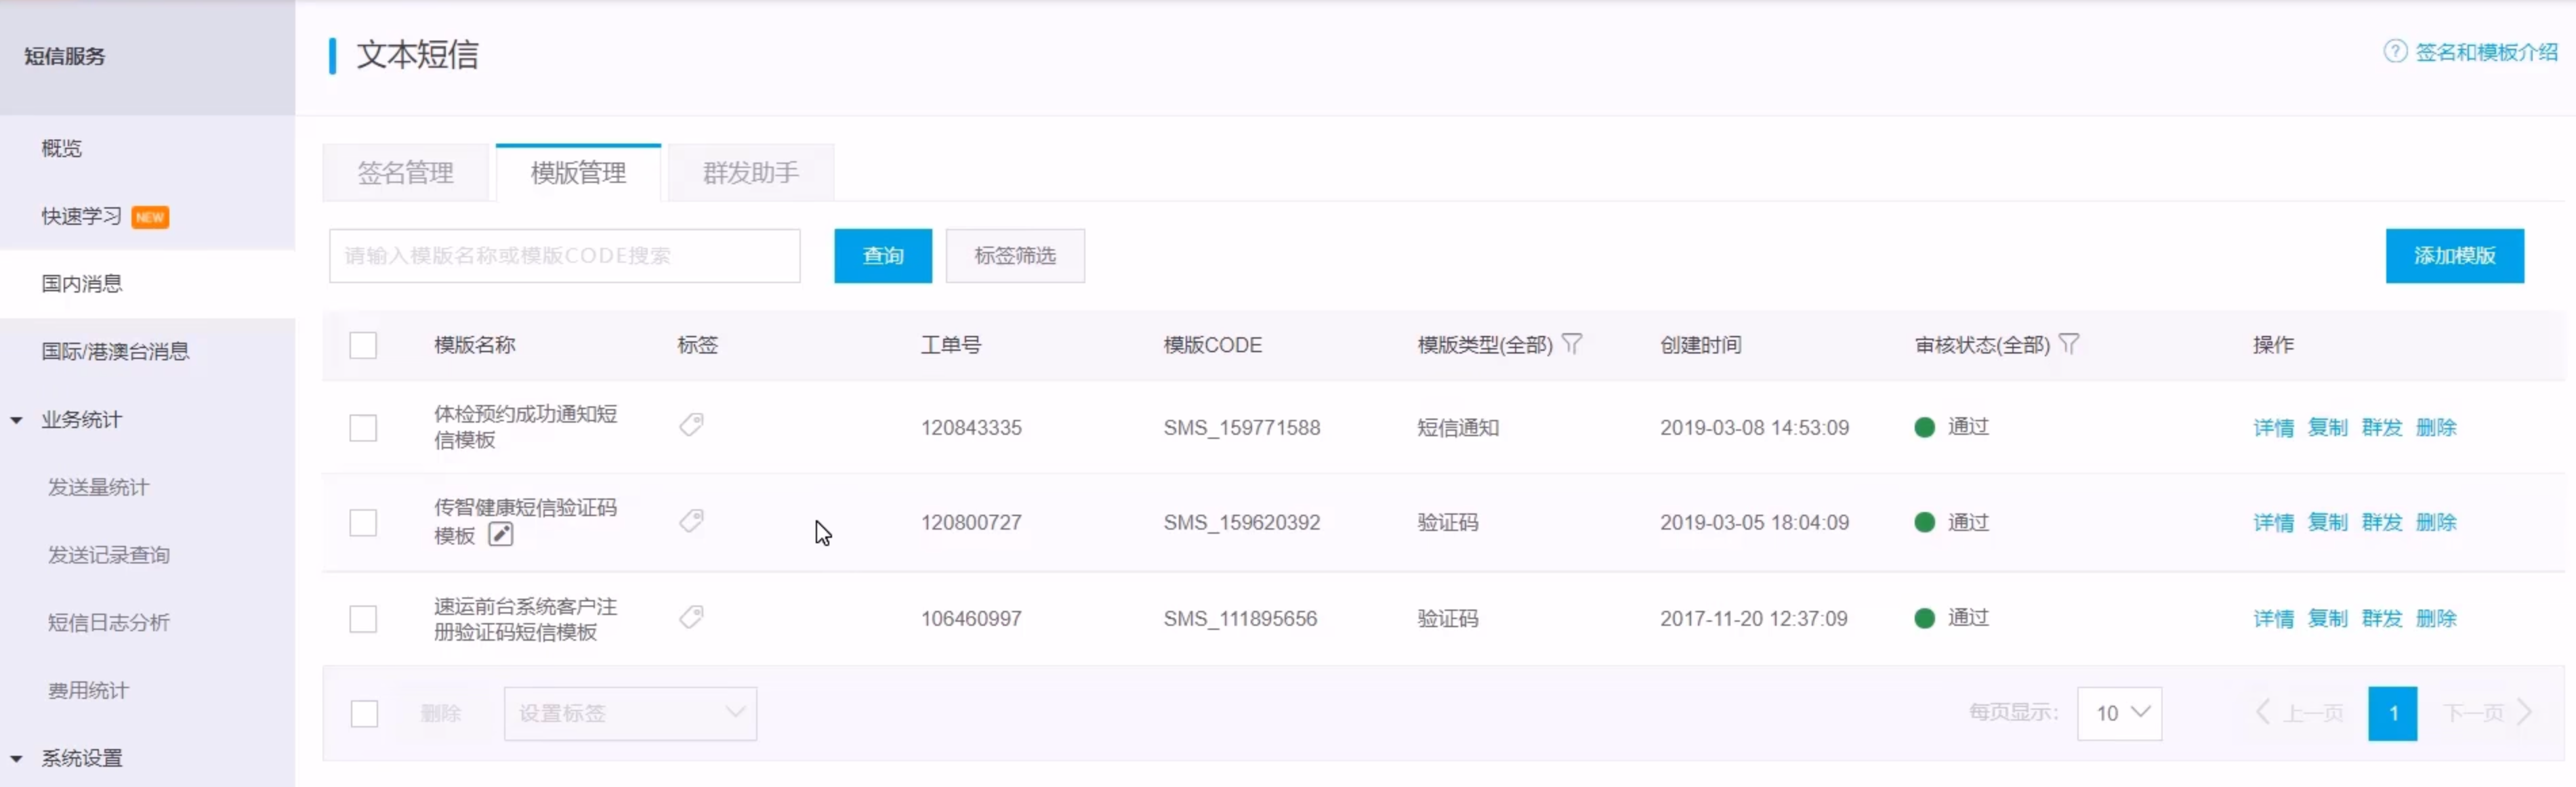 短信服务
文本短信
签名和模板介绍
概览
快速学习 NEW
国内消息
国际/港澳台消息
业务统计
发送量统计
发送记录查询
短信日志分析
费用统计
系统设置
签名管理 模版管理 群发助手
请输入模版名称或模版CODE搜索 查询 标签筛选 添加模版
模版名称 标签 工单号 模版CODE 模版类型(全部) 创建时间 审核状态(全部) 操作
体检预约成功通知短
信模板
120843335 SMS_159771588 短信通知 2019-03-08 14:53:09 通过 详情 复制 群发 删除
传智健康短信验证码
模板
120800727 SMS_159620392 验证码 2019-03-05 18:04:09 通过 详情 复制 群发 删除
速运前台系统客户注
册验证码短信模板
106460997 SMS_111895656 验证码 2017-11-20 12:37:09 通过 详情 复制 群发 删除
删除 设置标签 每页显示: 10 上一页 1 下一页